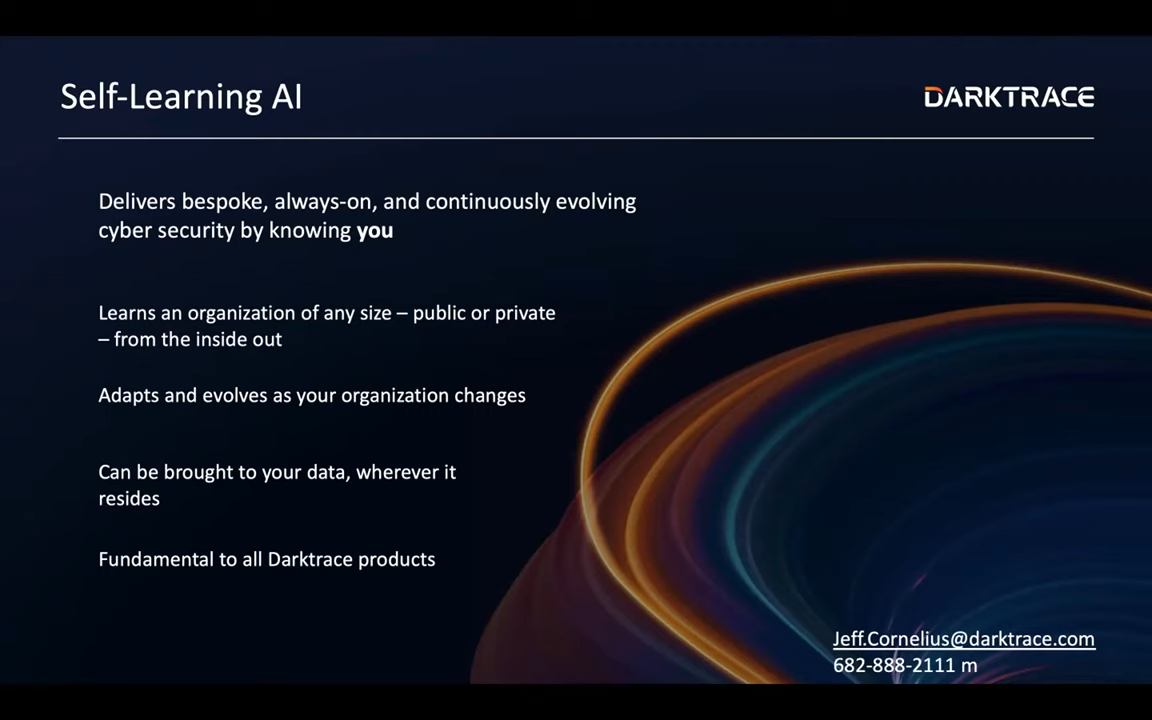 Self-Learning AI
DARKTRACE
Delivers bespoke, always-on, and continuously evolving
cyber security by knowing you
Learns an organization of any size – public or private
– from the inside out
Adapts and evolves as your organization changes
Can be brought to your data, wherever it
resides
Fundamental to all Darktrace products
Jeff.Cornelius@darktrace.com
682-888-2111 m